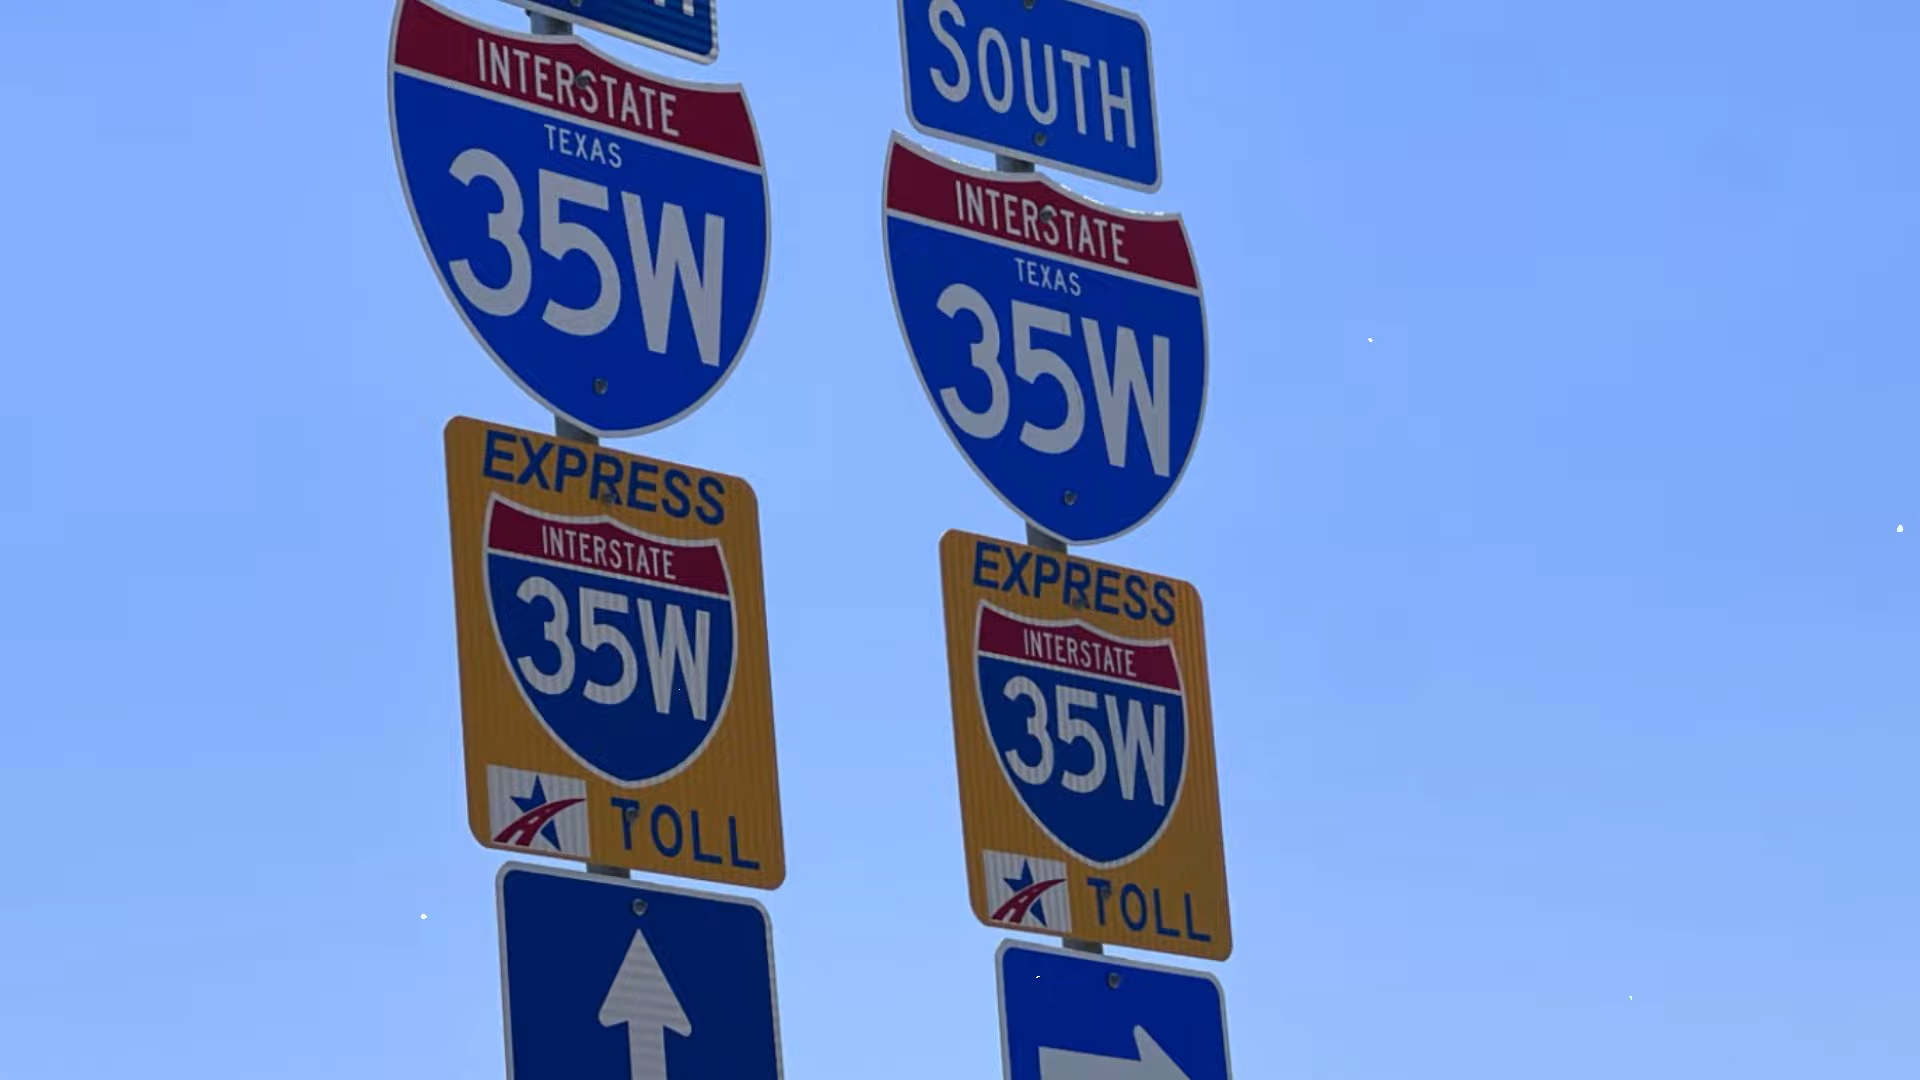 INTERSTATE
TEXAS
35W
EXPRESS
INTERSTATE
35W
TOLL
SOUTH
INTERSTATE
TEXAS
35W
EXPRESS
INTERSTATE
35W
TOLL